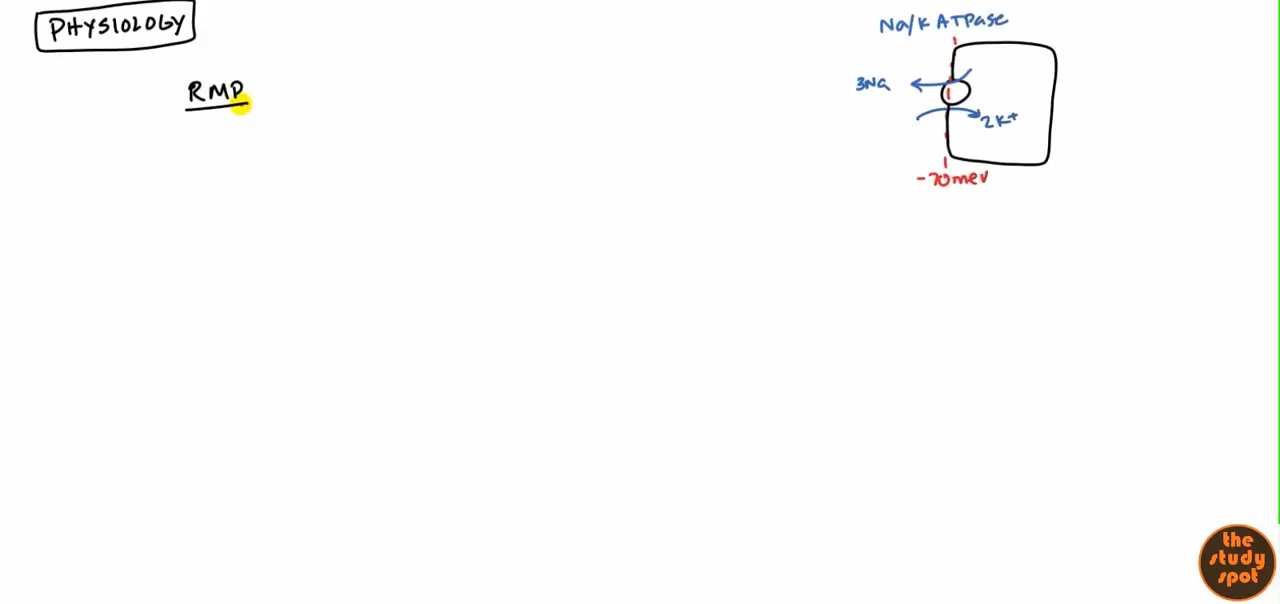 PHYSIOLOGY
RMP
Na/K ATPase
3Na
2K+
-70mev
the
study
spot